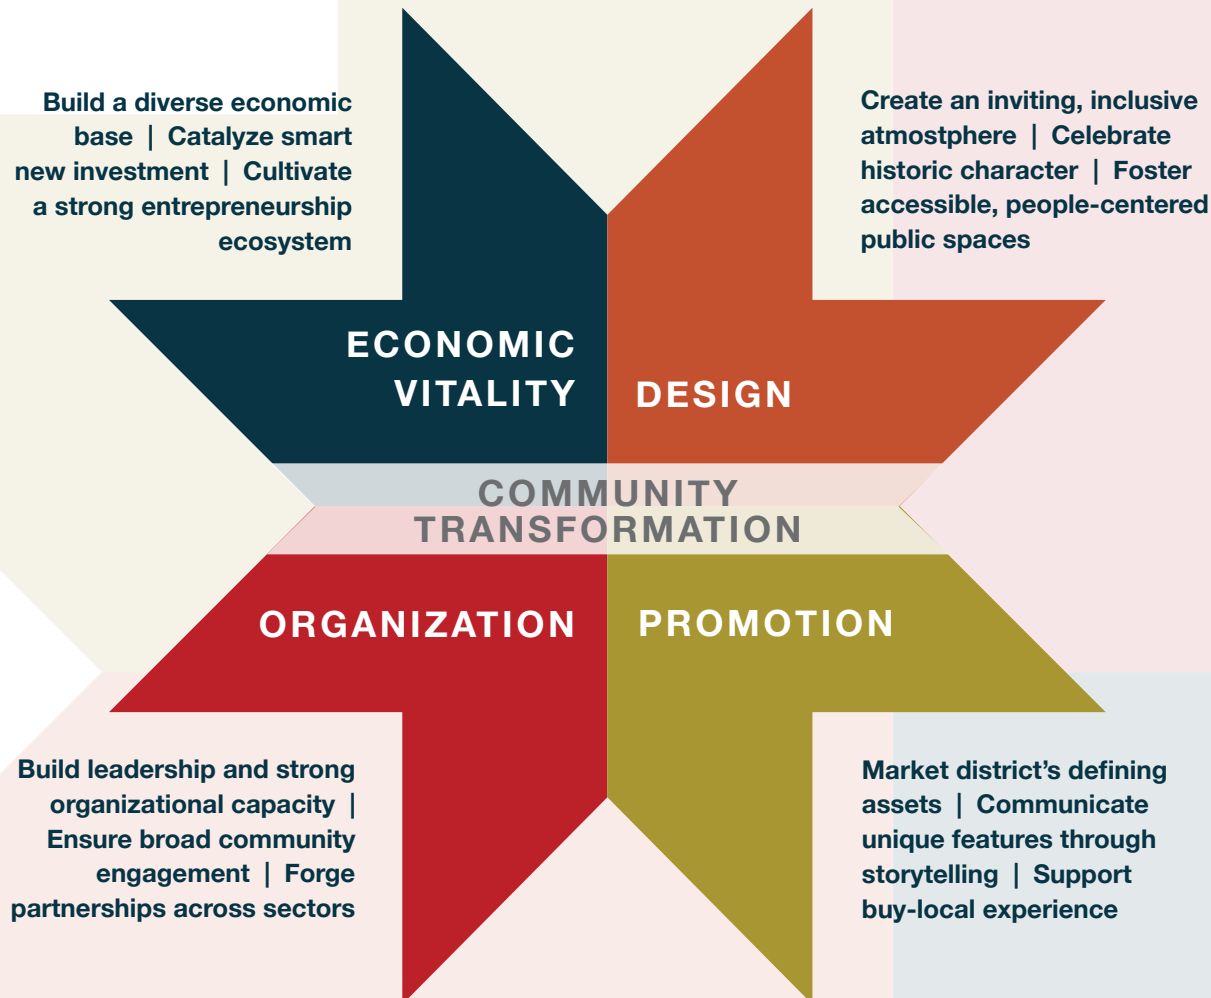 Build a diverse economic
base | Catalyze smart
new investment | Cultivate
a strong entrepreneurship
ecosystem
Create an inviting, inclusive
atmostphere | Celebrate
historic character | Foster
accessible, people-centered
public spaces
ECONOMIC
VITALITY
DESIGN
COMMUNITY
TRANSFORMATION
ORGANIZATION
PROMOTION
Build leadership and strong
organizational capacity |
Ensure broad community
engagement | Forge
partnerships across sectors
Market district’s defining
assets | Communicate
unique features through
storytelling | Support
buy-local experience